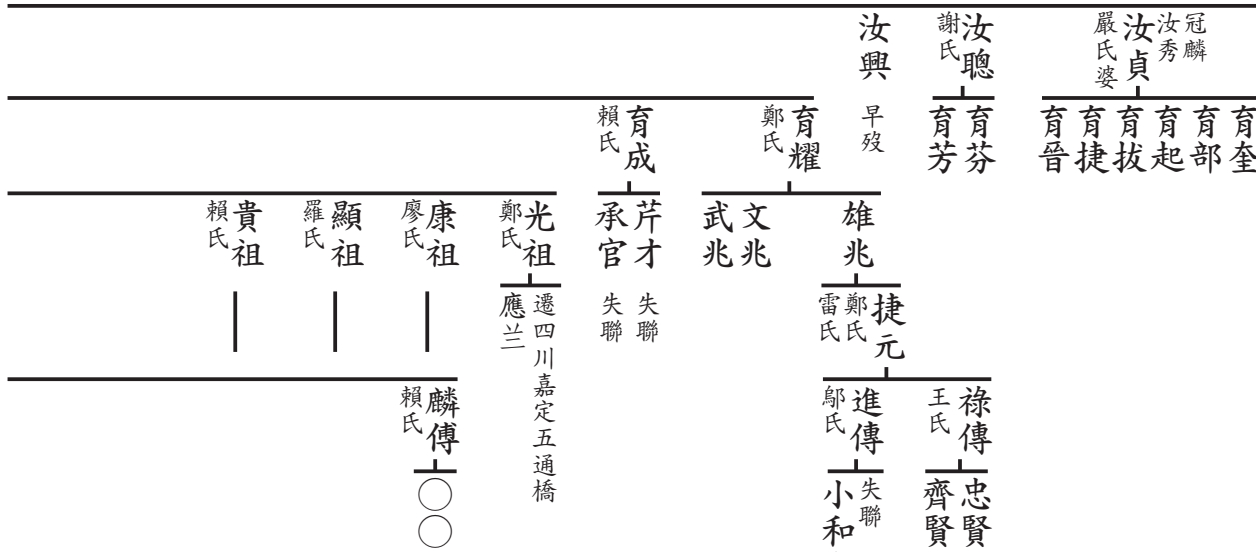 冠麟
汝秀
汝貞
嚴氏婆
汝聰
謝氏
汝興
早歿
育奎
育部
育起
育拔
育捷
育晉
育芬
育芳
育耀
鄭氏
育成
賴氏
雄兆
文兆
武兆
芹才
失聯
承官
失聯
光祖
鄭氏
康祖
廖氏
顯祖
羅氏
貴祖
賴氏
捷元
鄭氏
雷氏
遷四川嘉定五通橋
應兰
祿傳
王氏
進傳
鄔氏
麟傅
賴氏
忠賢
齊賢
失聯
小和
○○